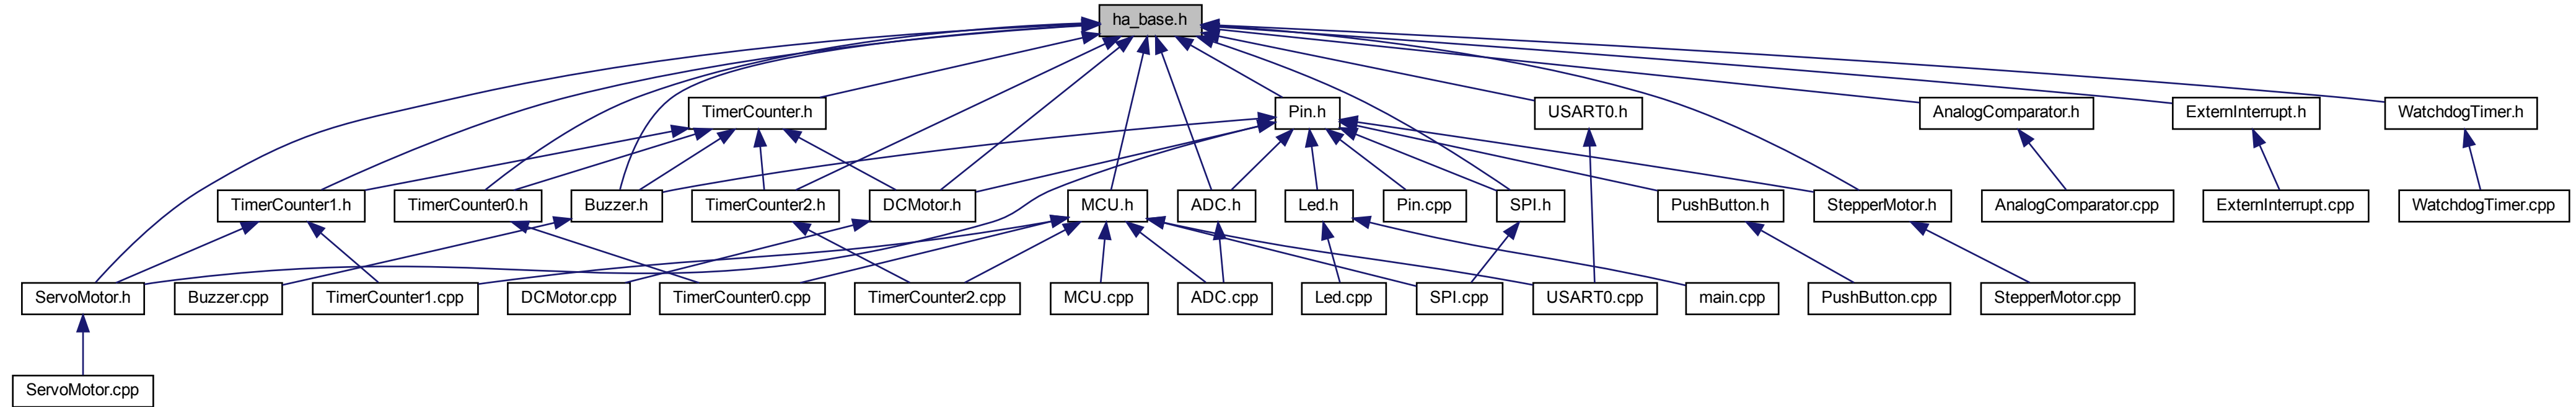 ha_base.h
TimerCounter.h
Pin.h
USART0.h
AnalogComparator.h
ExternInterrupt.h
WatchdogTimer.h
TimerCounter1.h
TimerCounter0.h
Buzzer.h
TimerCounter2.h
DCMotor.h
MCU.h
ADC.h
Led.h
Pin.cpp
SPI.h
PushButton.h
StepperMotor.h
AnalogComparator.cpp
ExternInterrupt.cpp
WatchdogTimer.cpp
ServoMotor.h
Buzzer.cpp
TimerCounter1.cpp
DCMotor.cpp
TimerCounter0.cpp
TimerCounter2.cpp
MCU.cpp
ADC.cpp
Led.cpp
SPI.cpp
USART0.cpp
main.cpp
PushButton.cpp
StepperMotor.cpp
ServoMotor.cpp